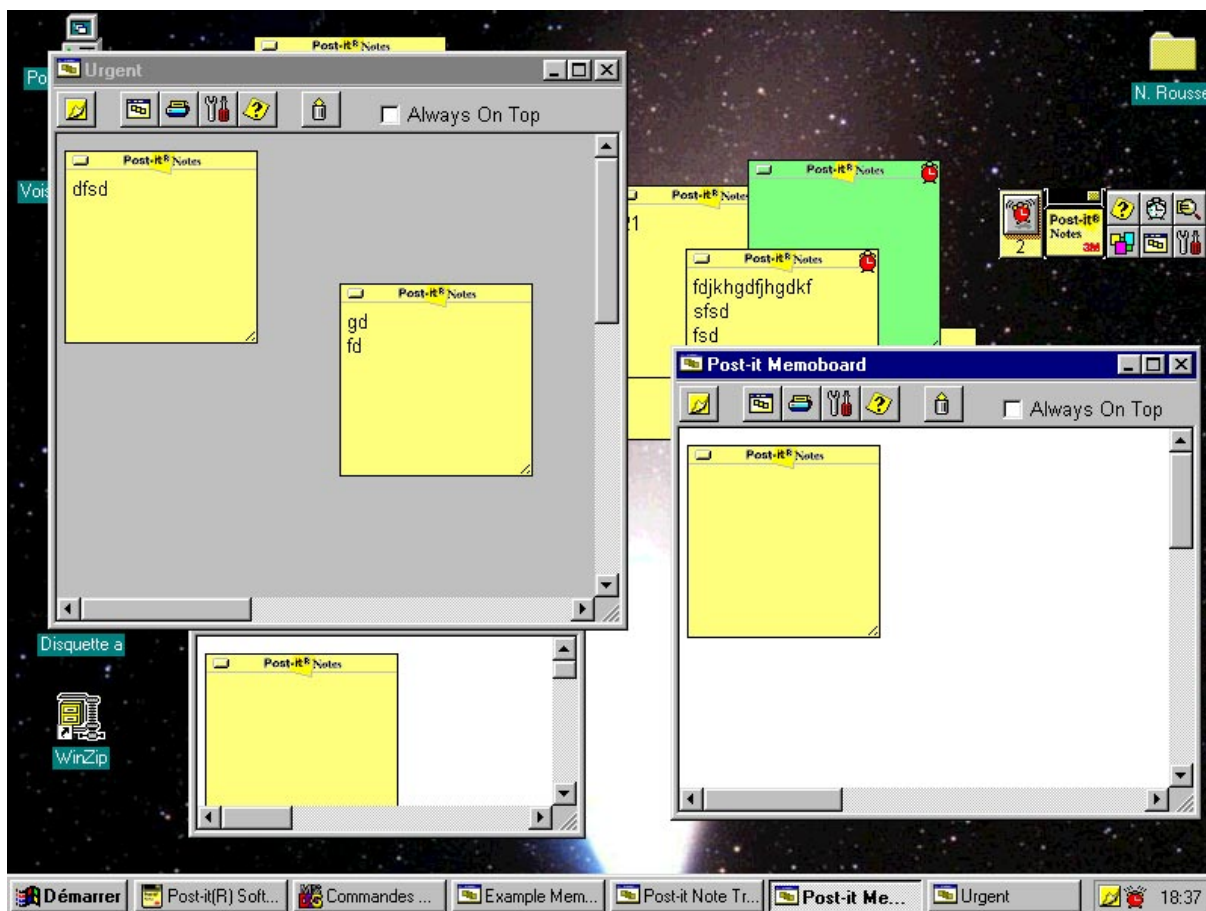 Post-it® Notes
Po
Urgent
Always On Top
Post-it® Notes
dfsd
Post-it® Notes
gd
fd
Vois
Post-it® Notes
21
Post-it® Notes
Post-it® Notes
fdjkhgdfjhgdkf
sfsd
fsd
N. Rousse
2
Post-it®
Notes
3M
Post-it Memoboard
Always On Top
Post-it® Notes
Disquette a
Post-it® Notes
WinZip
Démarrer
Post-it(R) Soft...
Commandes ...
Example Mem...
Post-it Note Tr...
Post-it Me...
Urgent
18:37